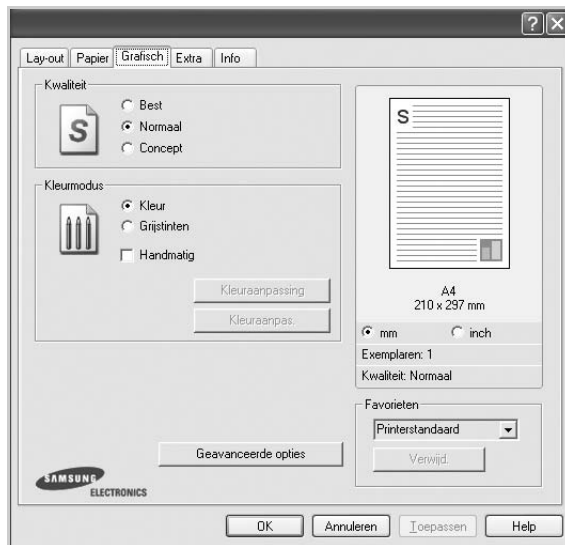 Lay-out Papier Grafisch Extra Info
Kwaliteit
S
Best
Normaal
Concept
Kleurmodus
Kleur
Grijstinten
Handmatig
Kleuraanpassing
Kleuraanpas.
S
A4
210 x 297 mm
mm inch
Exemplaren: 1
Kwaliteit: Normaal
Favorieten
Printerstandaard
Verwijd.
Geavanceerde opties
SAMSUNG
ELECTRONICS
OK Annuleren Toepassen Help